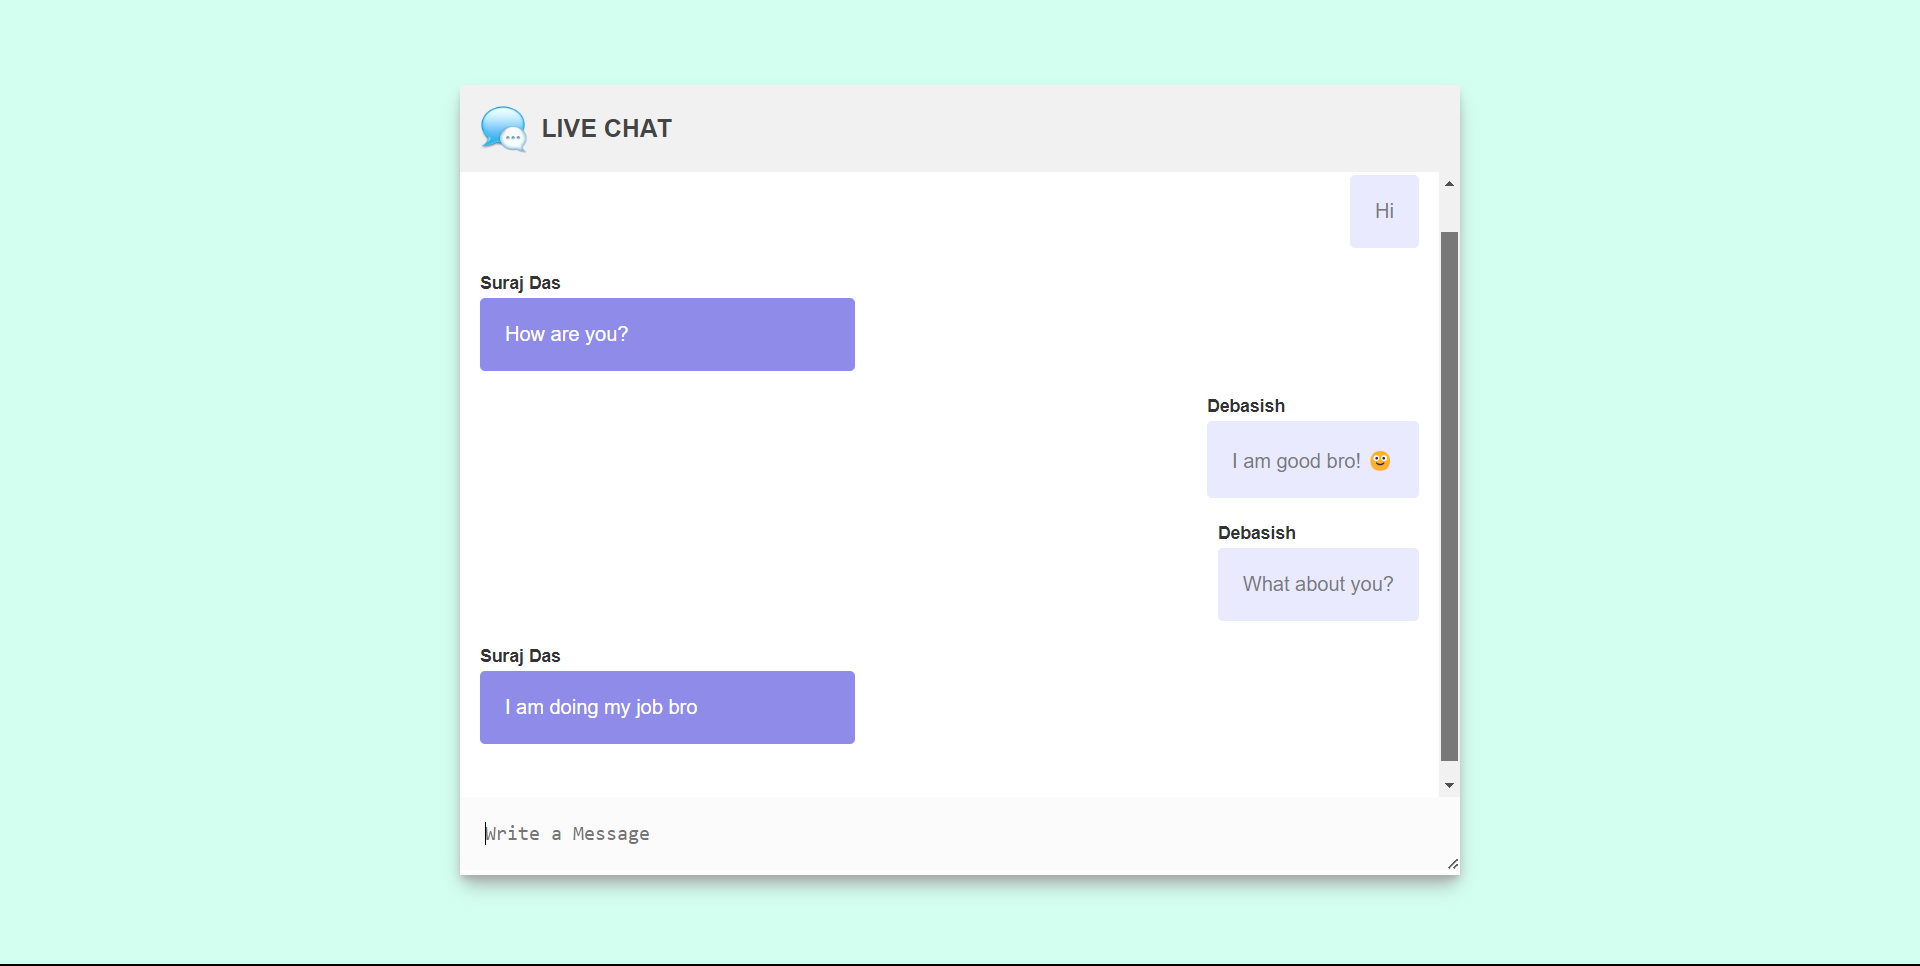 LIVE CHAT
Hi
Suraj Das
How are you?
Debasish
I am good bro! 🙂
Debasish
What about you?
Suraj Das
I am doing my job bro
Write a Message